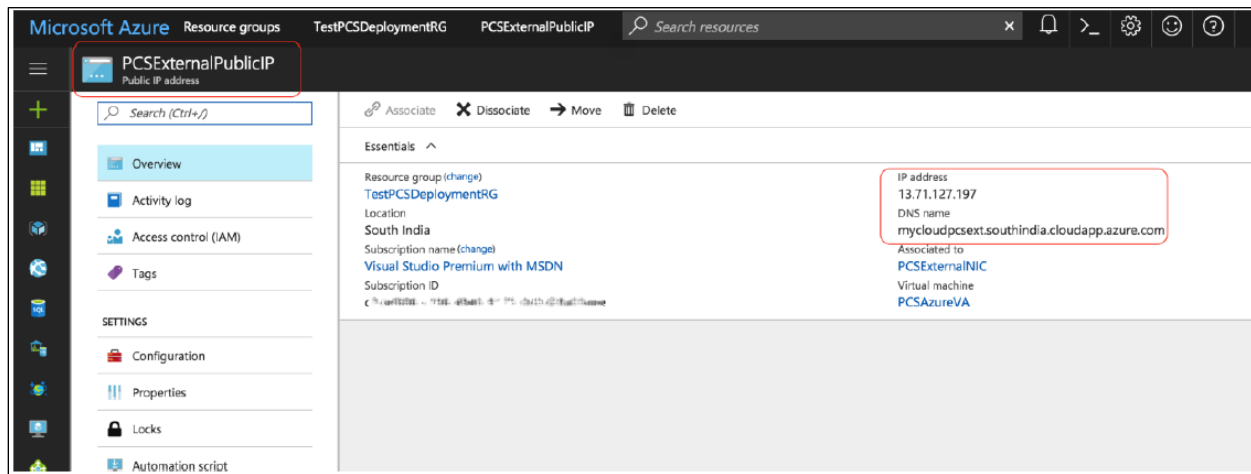 Microsoft Azure Resource groups TestPCSDeploymentRG PCSExternalPublicIP Search resources
PCSExternalPublicIP
Public IP address
Search (Ctrl+/)
Overview
Activity log
Access control (IAM)
Tags
SETTINGS
Configuration
Properties
Locks
Automation script
Associate Dissociate Move Delete
Essentials
Resource group (change)
TestPCSDeploymentRG
Location
South India
Subscription name (change)
Visual Studio Premium with MSDN
Subscription ID
IP address
13.71.127.197
DNS name
mycloudpcsext.southindia.cloudapp.azure.com
Associated to
PCSExternalNIC
Virtual machine
PCSAzureVA